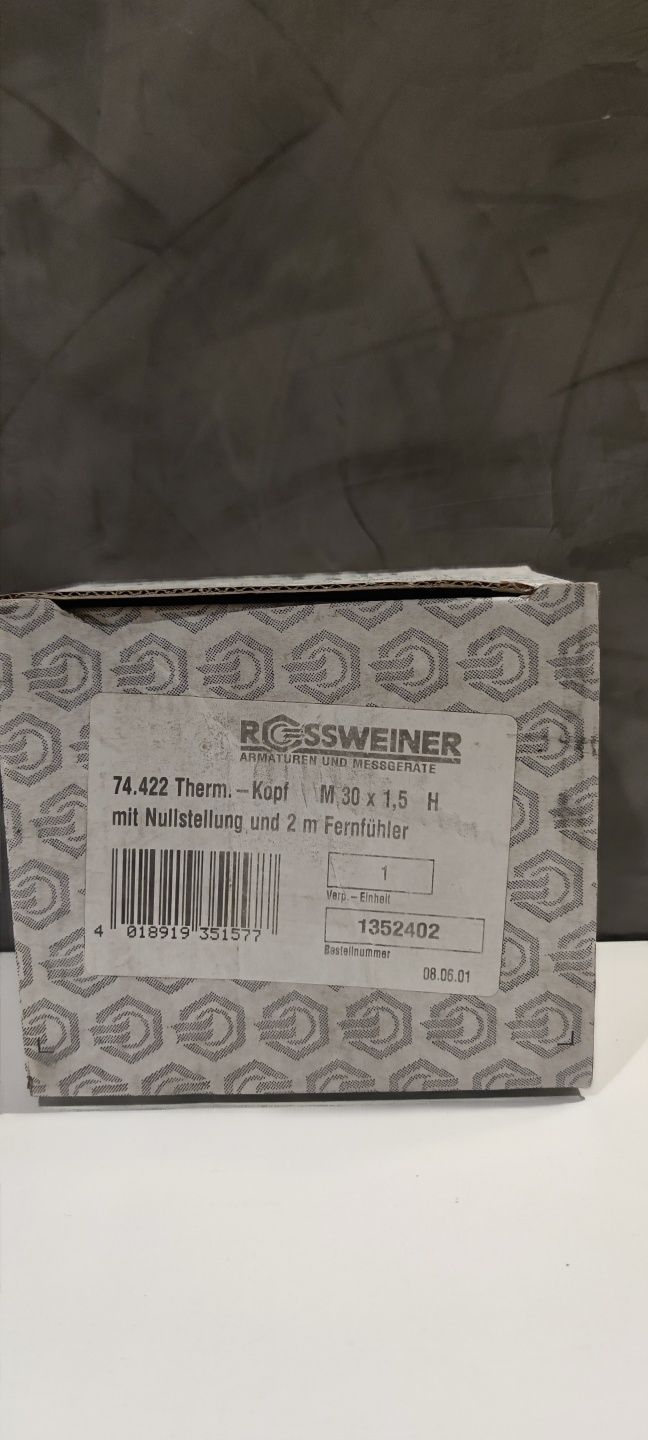 ROSSWEINER
ARMATUREN UND MESSGERÄTE
74.422 Therm.-Kopf M 30 x 1,5 H
mit Nullstellung und 2 m Fernfühler
1
Verp.-Einheit
4 018919 351577
1352402
Bestellnummer
08.06.01